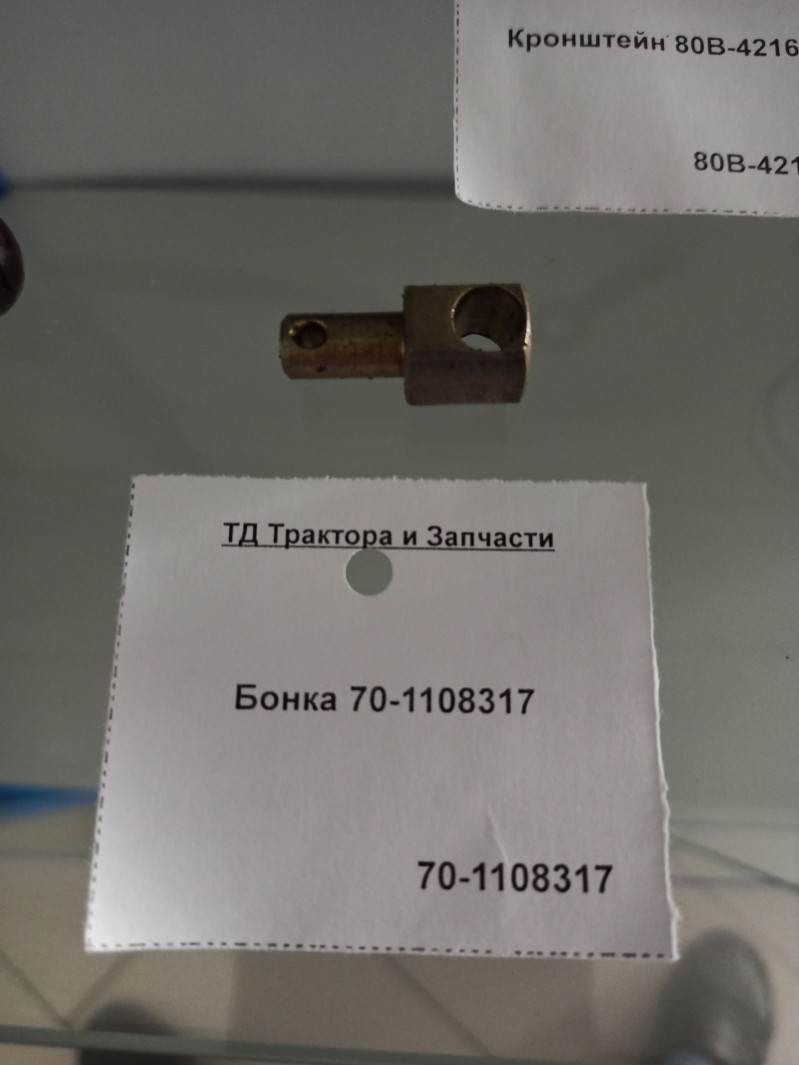 Кронштейн 80В-4216
80В-421
ТД Трактора и Запчасти
Бонка 70-1108317
70-1108317